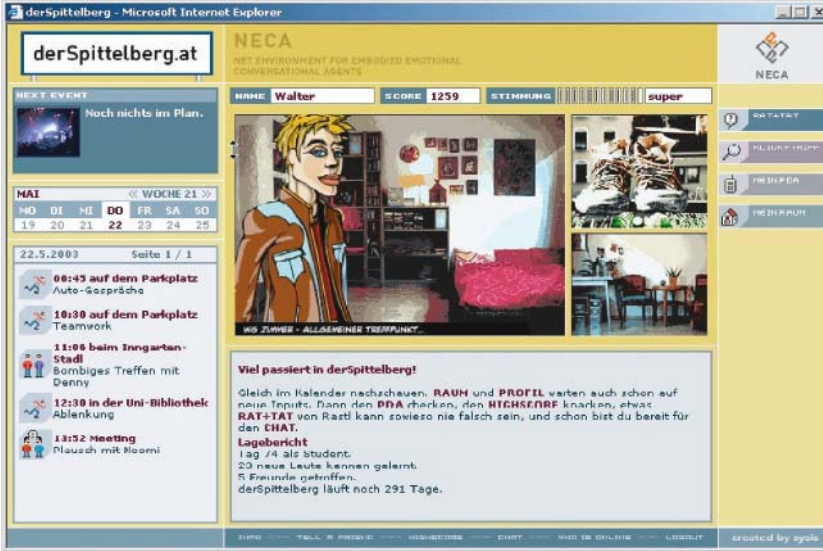 derSpittelberg - Microsoft Internet Explorer
derSpittelberg.at
NECA
NET ENVIRONMENT FOR EMBODIED EMOTIONAL
CONVERSATIONAL AGENTS
NECA
NEXT EVENT
Noch nichts im Plan.
NAME Walter SCORE 1259 STIMMUNG super
RAT+TAT
MEIN PDA
MEIN RAUM
MAI << WOCHE 21 >>
MO DI MI DO FR SA SO
19 20 21 22 23 24 25
22.5.2003 Seite 1 / 1
00:45 auf dem Parkplatz
Auto-Gespräche
10:30 auf dem Parkplatz
Teamwork
11:06 beim Inngarten-
Stadl
Bombiges Treffen mit
Denny
12:30 in der Uni-Bibliothek
Ablenkung
13:52 Meeting
Plausch mit Noomi
WG ZIMMER - ALLGEMEINER TREFFPUNKT...
Viel passiert in derSpittelberg!
Gleich im Kalender nachschauen. RAUM und PROFIL warten auch schon auf
neue Inputs. Dann den PDA checken, den HIGHSCORE knacken, etwas
RAT+TAT von Rastl kann sowieso nie falsch sein, und schon bist du bereit für
den CHAT.
Lagebericht
Tag 74 als Student.
20 neue Leute kennen gelernt.
5 Freunde getroffen.
derSpittelberg läuft noch 291 Tage.
INFO TELL A FRIEND HIGHSCORE CHAT WHO IS ONLINE LOGOUT
created by sysis